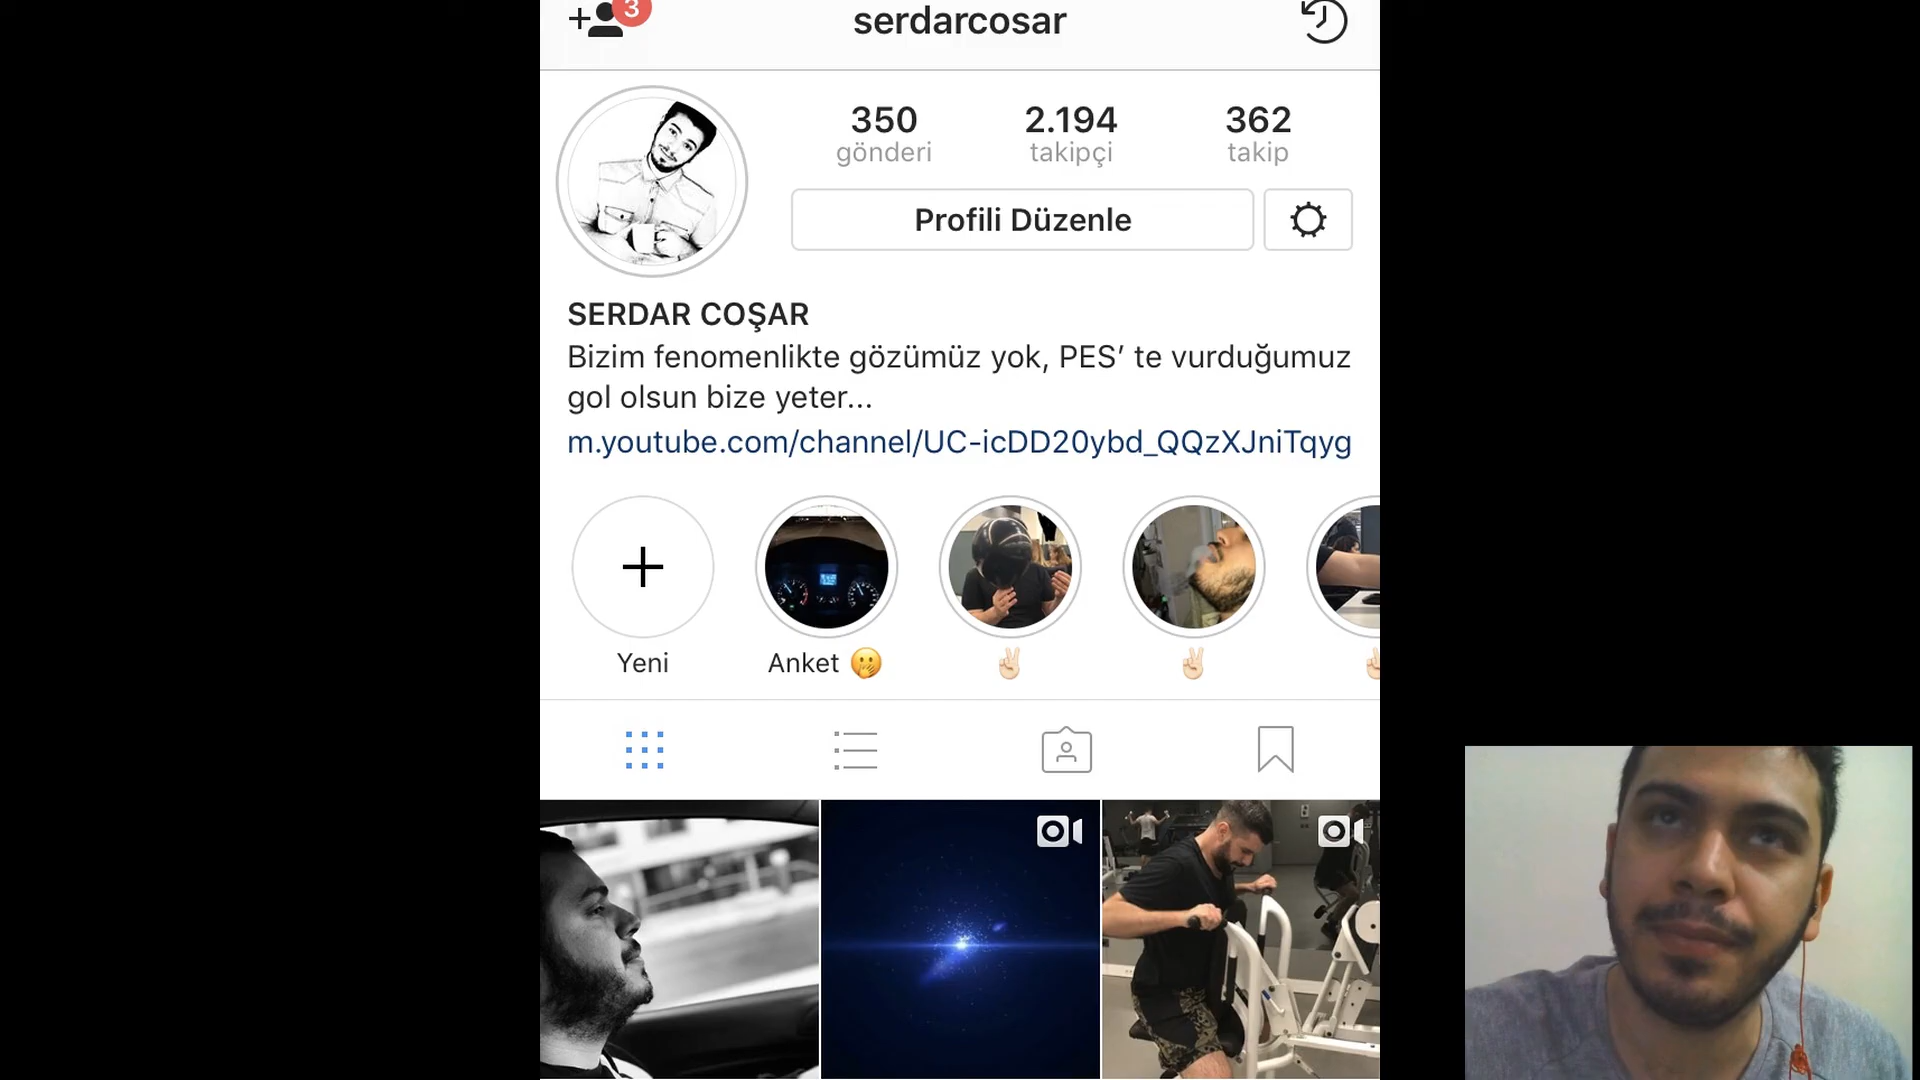 3
serdarcosar
350 2.194 362
gönderi takipçi takip
Profili Düzenle
SERDAR COŞAR
Bizim fenomenlikte gözümüz yok, PES’ te vurduğumuz
gol olsun bize yeter...
m.youtube.com/channel/UC-icDD20ybd_QQzXJniTqyg
Yeni Anket 🤭 ✌🏻 ✌🏻